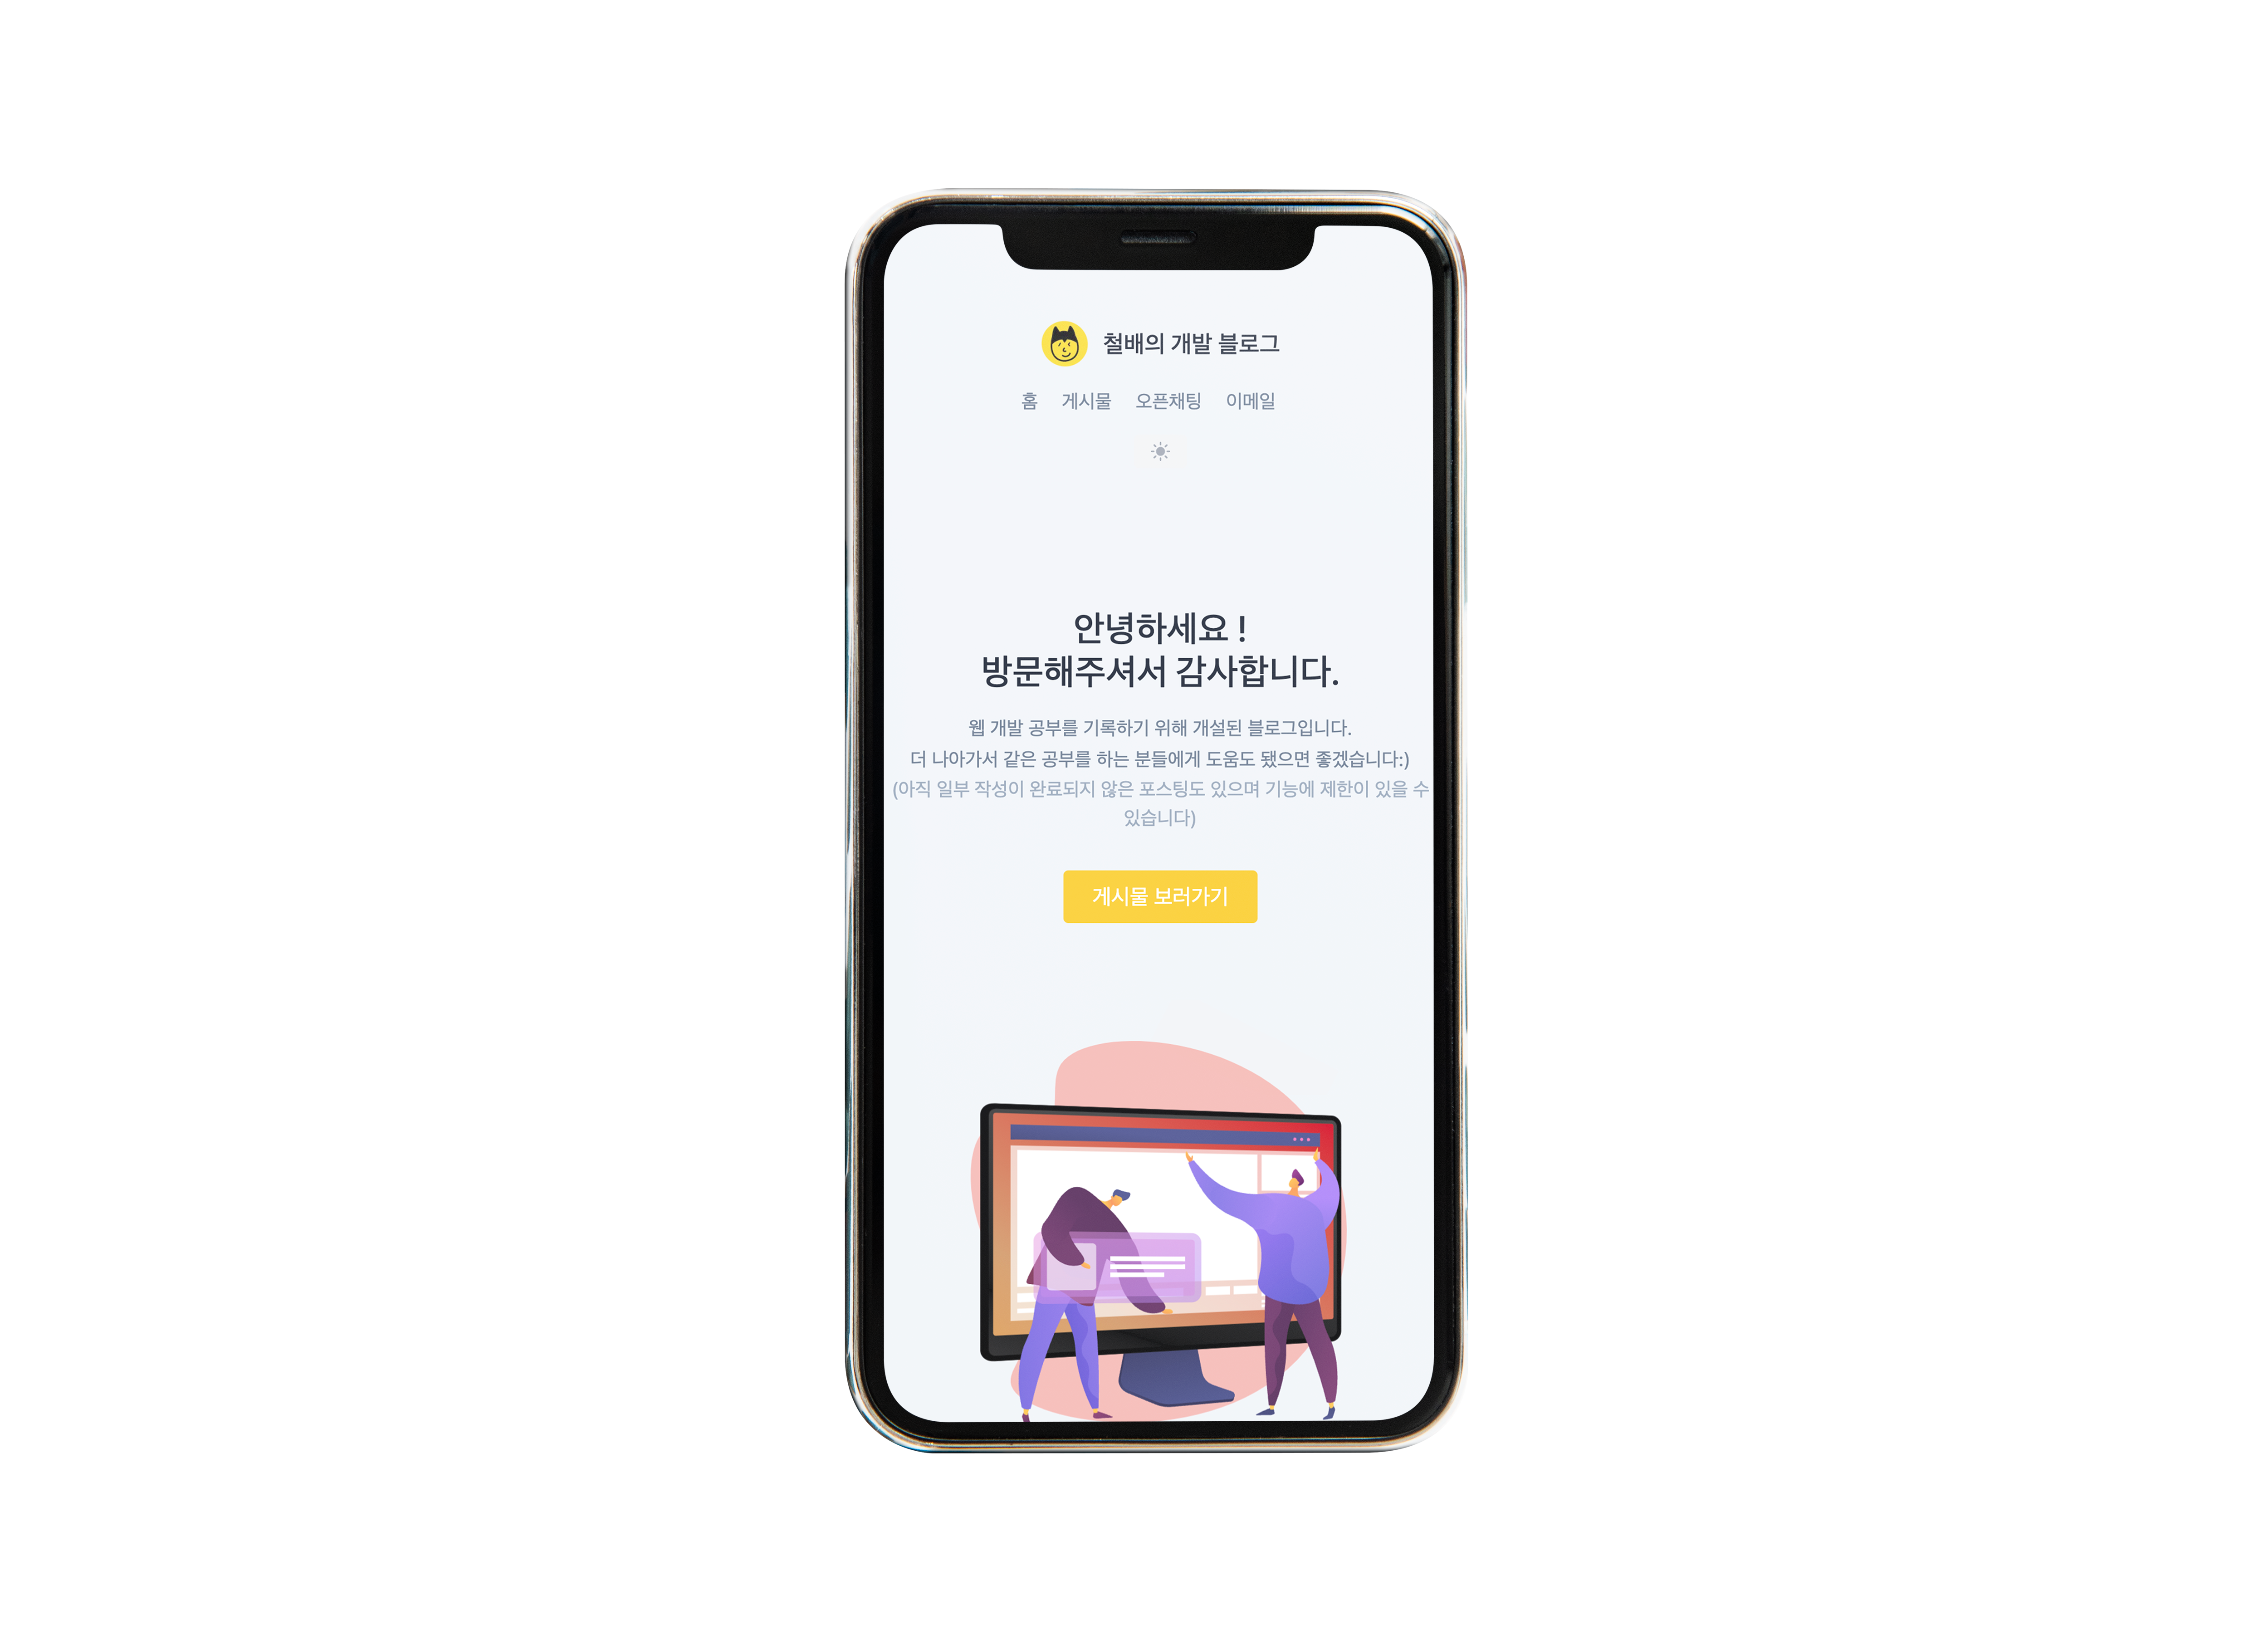 철배의 개발 블로그
홈 게시물 오픈채팅 이메일
안녕하세요 !
방문해주셔서 감사합니다.
웹 개발 공부를 기록하기 위해 개설된 블로그입니다.
더 나아가서 같은 공부를 하는 분들에게 도움도 됐으면 좋겠습니다:)
(아직 일부 작성이 완료되지 않은 포스팅도 있으며 기능에 제한이 있을 수
있습니다)
게시물 보러가기